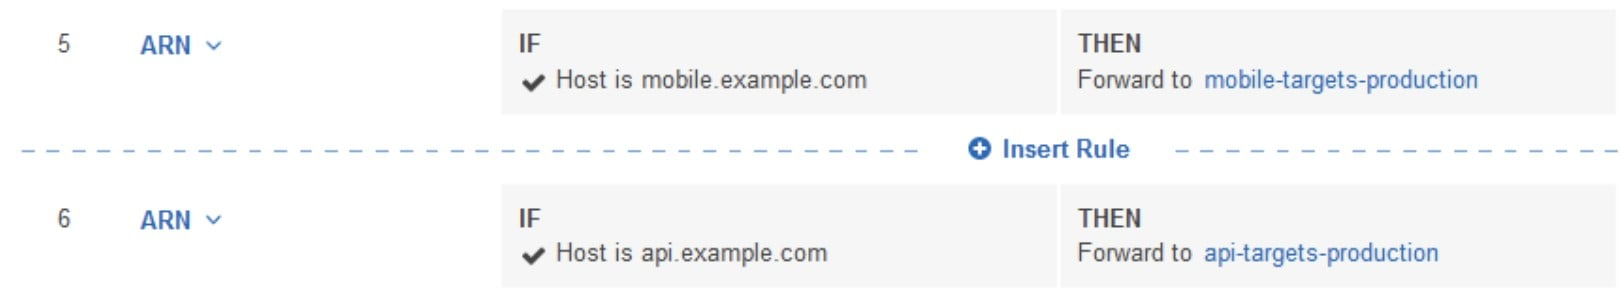 5 ARN IF THEN
Host is mobile.example.com Forward to mobile-targets-production
Insert Rule
6 ARN IF THEN
Host is api.example.com Forward to api-targets-production